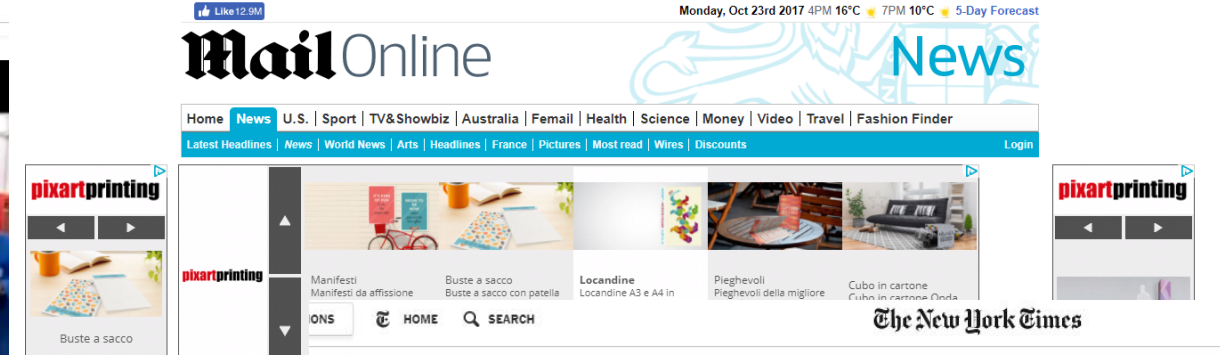 Like 12.9M
Monday, Oct 23rd 2017 4PM 16°C 7PM 10°C 5-Day Forecast
Mail Online
News
Home News U.S. Sport TV&Showbiz Australia Femail Health Science Money Video Travel Fashion Finder
Latest Headlines News World News Arts Headlines France Pictures Most read Wires Discounts Login
pixartprinting
Buste a sacco
pixartprinting
Manifesti
Manifesti da affissione
Buste a sacco
Buste a sacco con patella
Locandine
Locandine A3 e A4 in
Pieghevoli
Pieghevoli della migliore
Cubo in cartone
Cubo in cartone Onda
pixartprinting
IONS HOME SEARCH The New York Times